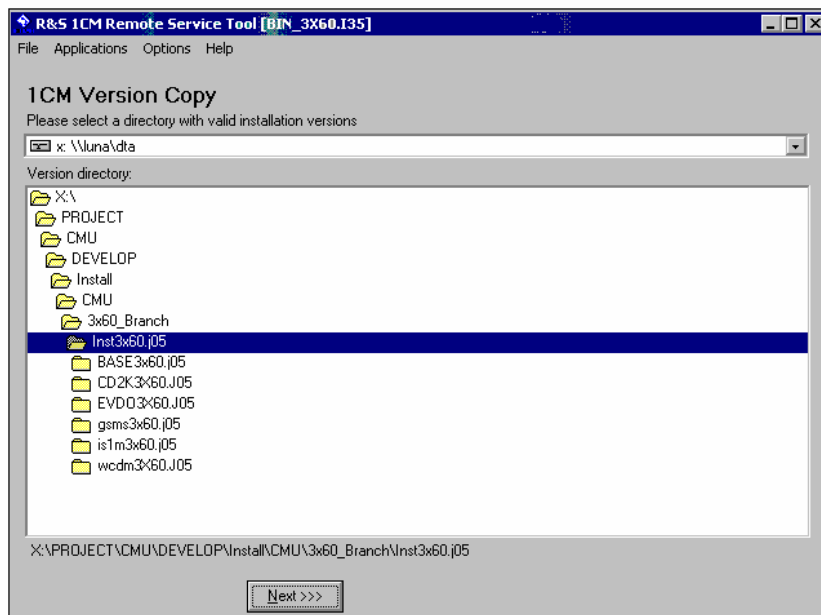 R&S 1CM Remote Service Tool [BIN_3X60.I35]
File Applications Options Help
1CM Version Copy
Please select a directory with valid installation versions
x: \\luna\dta
Version directory:
X:\
PROJECT
CMU
DEVELOP
Install
CMU
3x60_Branch
Inst3x60.j05
BASE3x60.j05
CD2K3X60.J05
EVDO3X60.J05
gsms3x60.j05
is1m3x60.j05
wcdm3X60.J05
X:\PROJECT\CMU\DEVELOP\Install\CMU\3x60_Branch\Inst3x60.j05
Next >>>